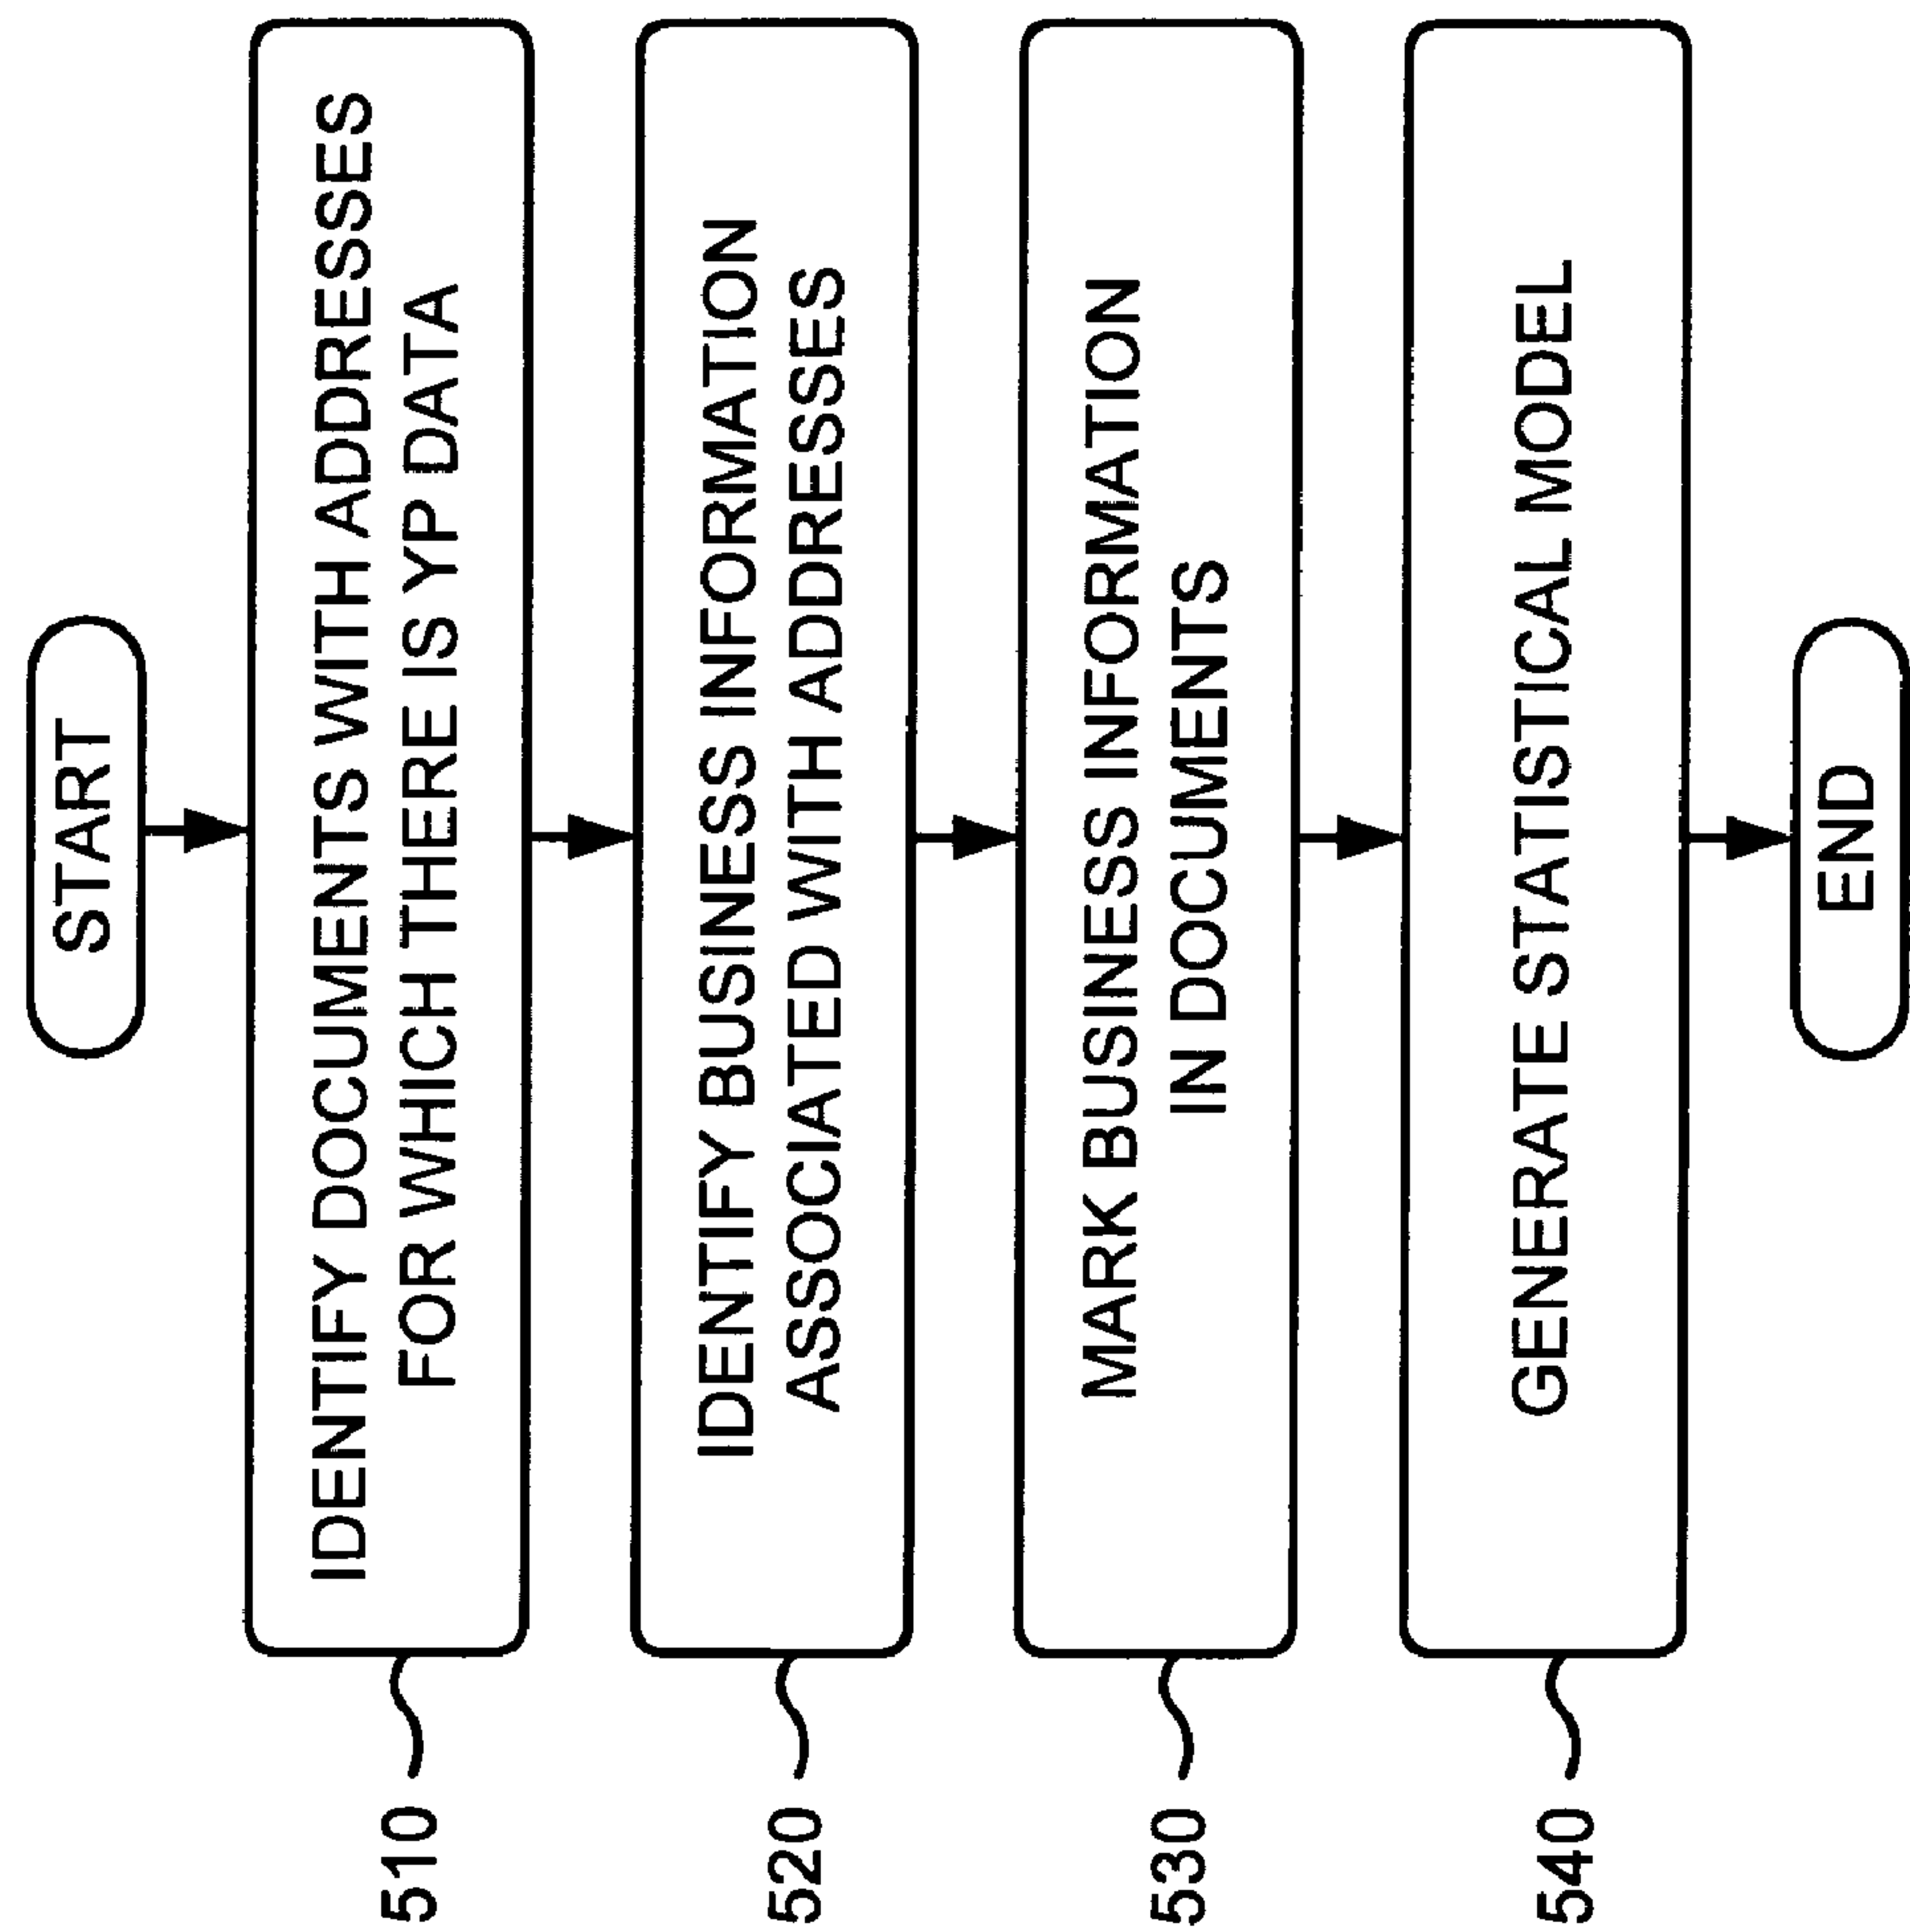 START
510
IDENTIFY DOCUMENTS WITH ADDRESSES
FOR WHICH THERE IS YP DATA
520
IDENTIFY BUSINESS INFORMATION
ASSOCIATED WITH ADDRESSES
530
MARK BUSINESS INFORMATION
IN DOCUMENTS
540
GENERATE STATISTICAL MODEL
END